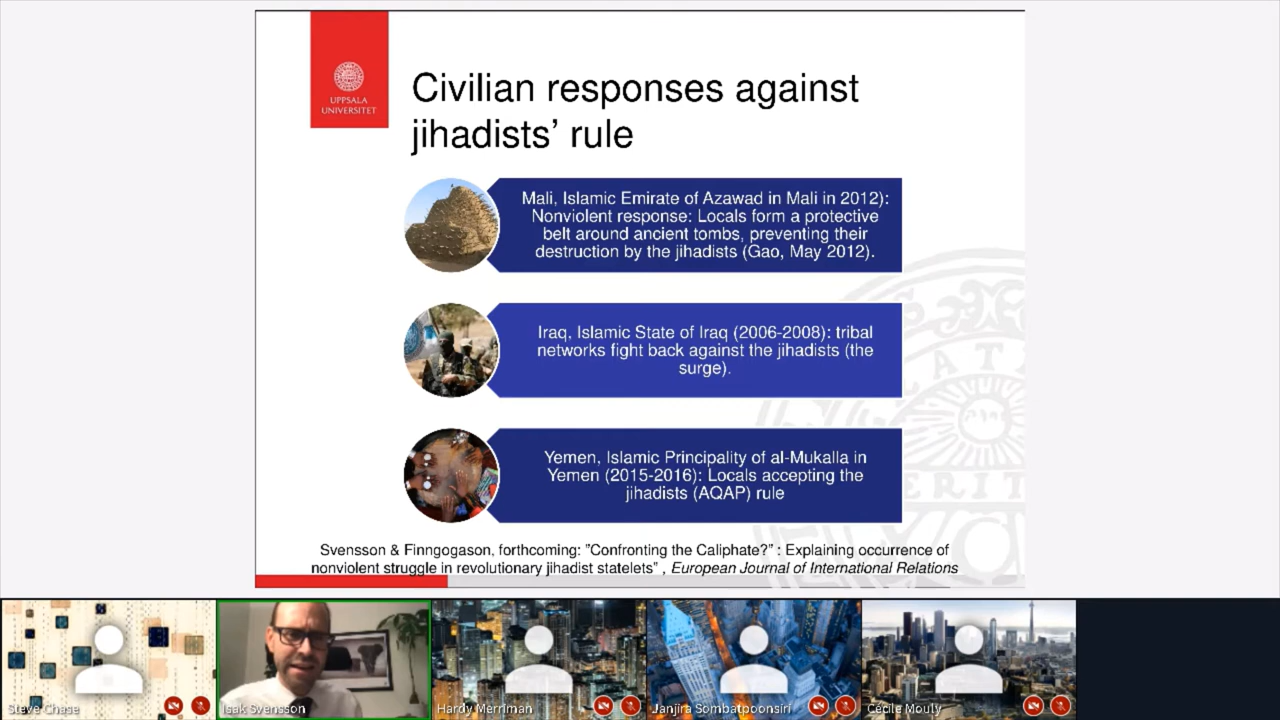 UPPSALA
UNIVERSITET
Civilian responses against
jihadists’ rule
Mali, Islamic Emirate of Azawad in Mali in 2012):
Nonviolent response: Locals form a protective
belt around ancient tombs, preventing their
destruction by the jihadists (Gao, May 2012).
Iraq, Islamic State of Iraq (2006-2008): tribal
networks fight back against the jihadists (the
surge).
Yemen, Islamic Principality of al-Mukalla in
Yemen (2015-2016): Locals accepting the
jihadists (AQAP) rule
Svensson & Finngogason, forthcoming: ”Confronting the Caliphate?” : Explaining occurrence of
nonviolent struggle in revolutionary jihadist statelets” , European Journal of International Relations
Steve Chase
Isak Svensson
Hardy Merriman
Janjira Sombatpoonsiri
Cécile Mouly